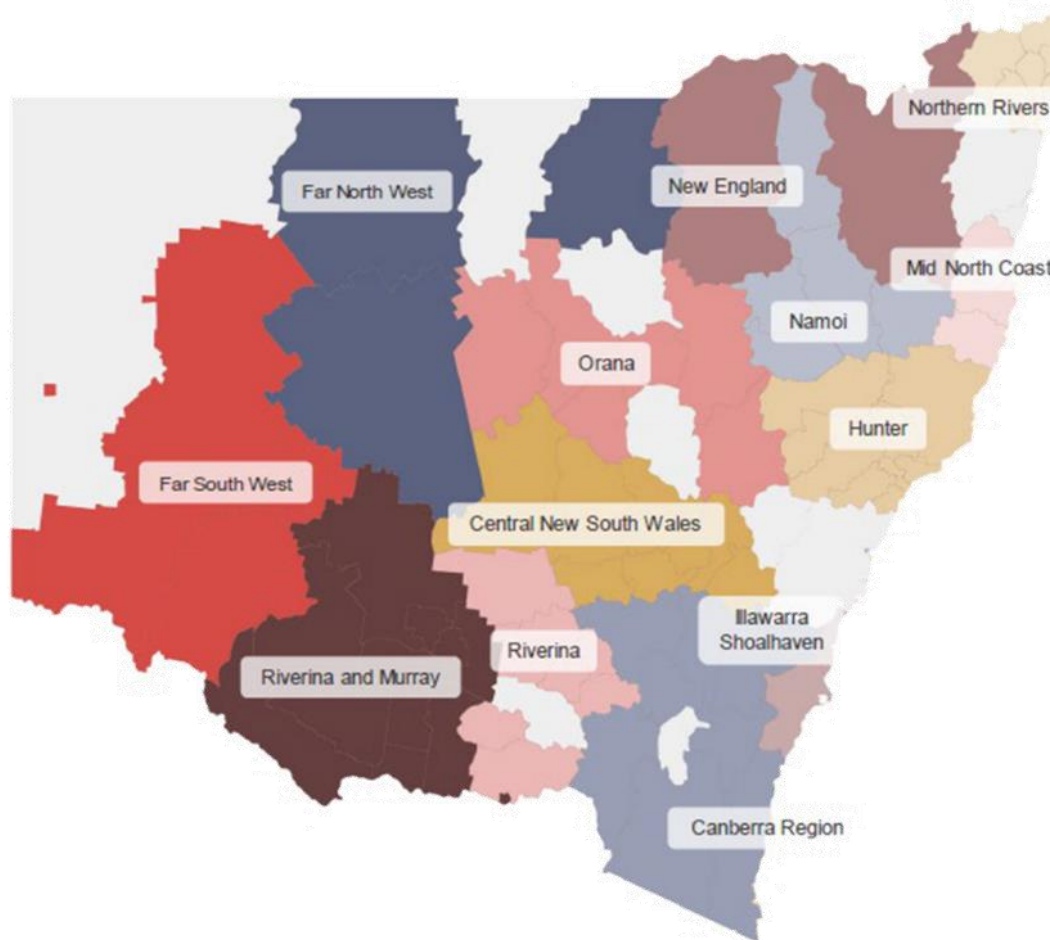 Northern Rivers
Far North West
New England
Mid North Coast
Namoi
Orana
Hunter
Far South West
Central New South Wales
Illawarra
Shoalhaven
Riverina
Riverina and Murray
Canberra Region